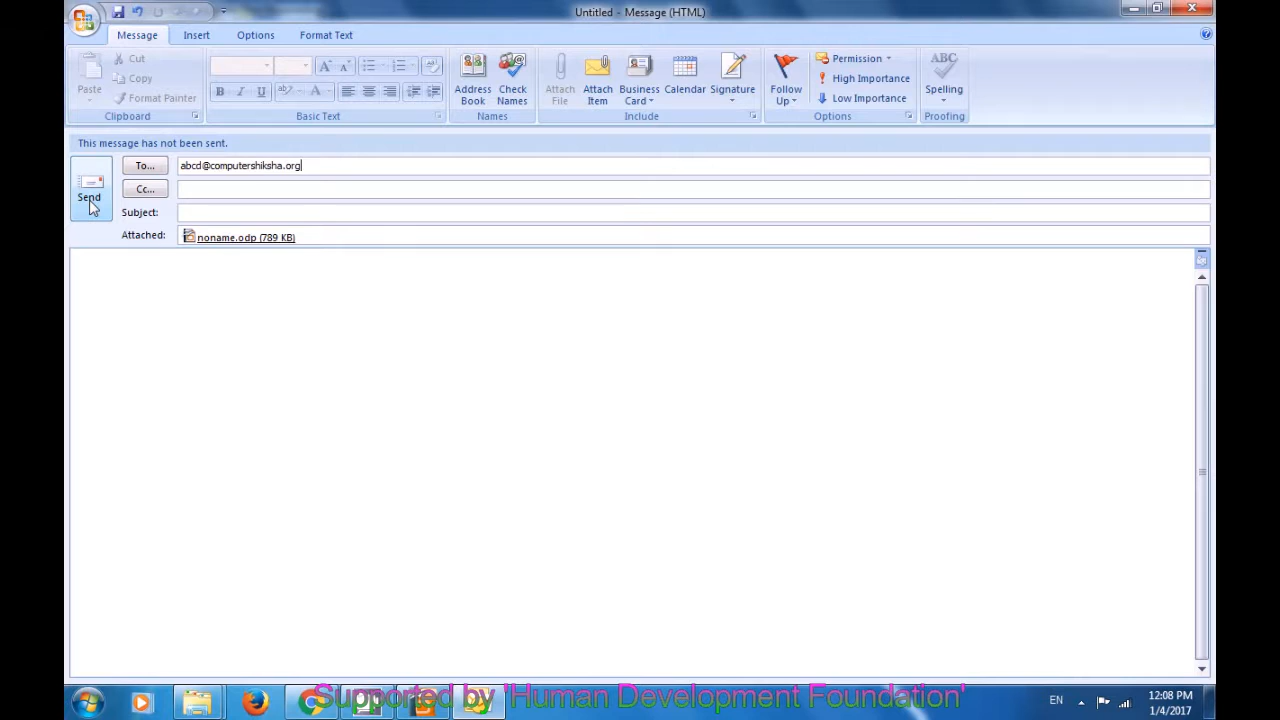 Untitled - Message (HTML)
Message Insert Options Format Text
Paste
Cut
Copy
Format Painter
Clipboard
B I U
Basic Text
Address Book
Check Names
Names
Attach File
Attach Item
Business Card
Calendar
Signature
Include
Follow Up
Permission
High Importance
Low Importance
Options
ABC
Spelling
Proofing
This message has not been sent.
Send
To... abcd@computershiksha.org
Cc...
Subject:
Attached: noname.odp (789 KB)
Supported by 'Human Development Foundation'
EN
12:08 PM
1/4/2017